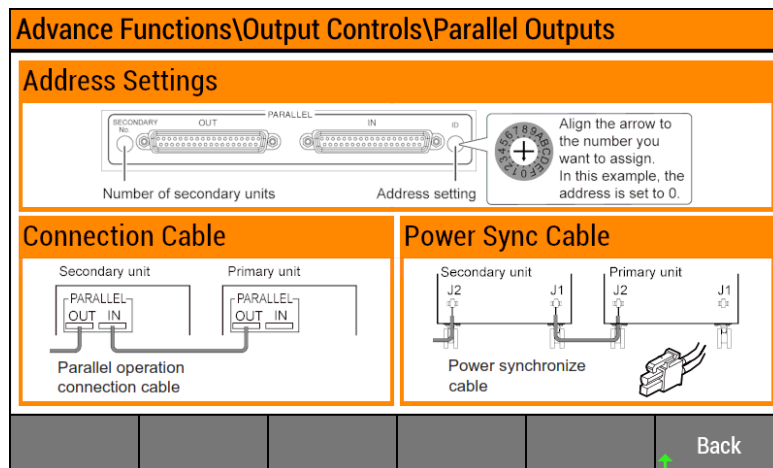 Advance Functions\Output Controls\Parallel Outputs
Address Settings
PARALLEL
SECONDARY
No.
OUT
IN
ID
0123456789ABCDEF
Align the arrow to
the number you
want to assign.
In this example, the
address is set to 0.
Number of secondary units
Address setting
Connection Cable
Secondary unit
Primary unit
PARALLEL
OUT IN
PARALLEL
OUT IN
Parallel operation
connection cable
Power Sync Cable
Secondary unit
Primary unit
J2
J1
J2
J1
Power synchronize
cable
Back